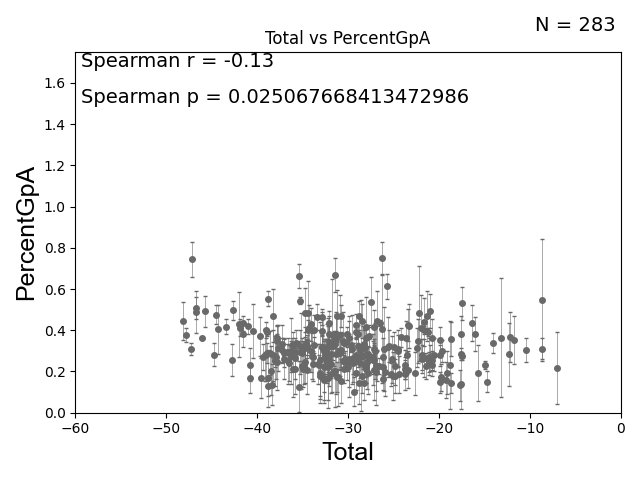 N = 283
Total vs PercentGpA
Spearman r = -0.13
Spearman p = 0.025067668413472986
PercentGpA
1.6
1.4
1.2
1.0
0.8
0.6
0.4
0.2
0.0
−60 −50 −40 −30 −20 −10 0
Total